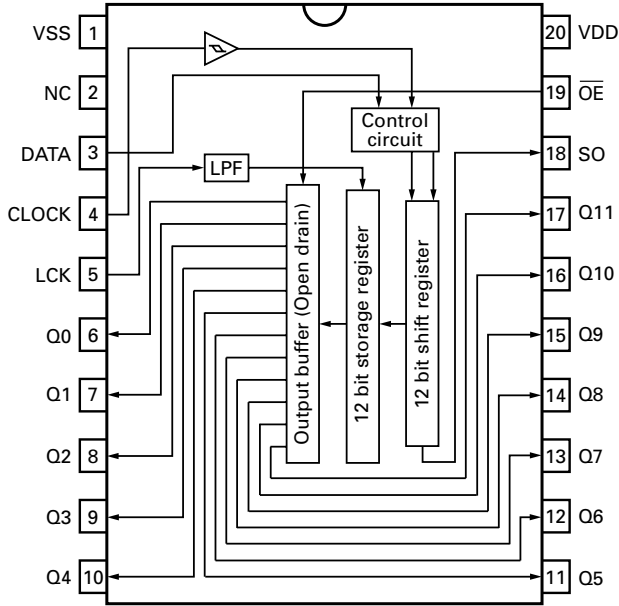 VSS 1
20 VDD
NC 2
19 OE
Control
circuit
DATA 3
18 SO
LPF
CLOCK 4
17 Q11
LCK 5
16 Q10
Output buffer (Open drain)
12 bit storage register
12 bit shift register
Q0 6
15 Q9
Q1 7
14 Q8
Q2 8
13 Q7
Q3 9
12 Q6
Q4 10
11 Q5